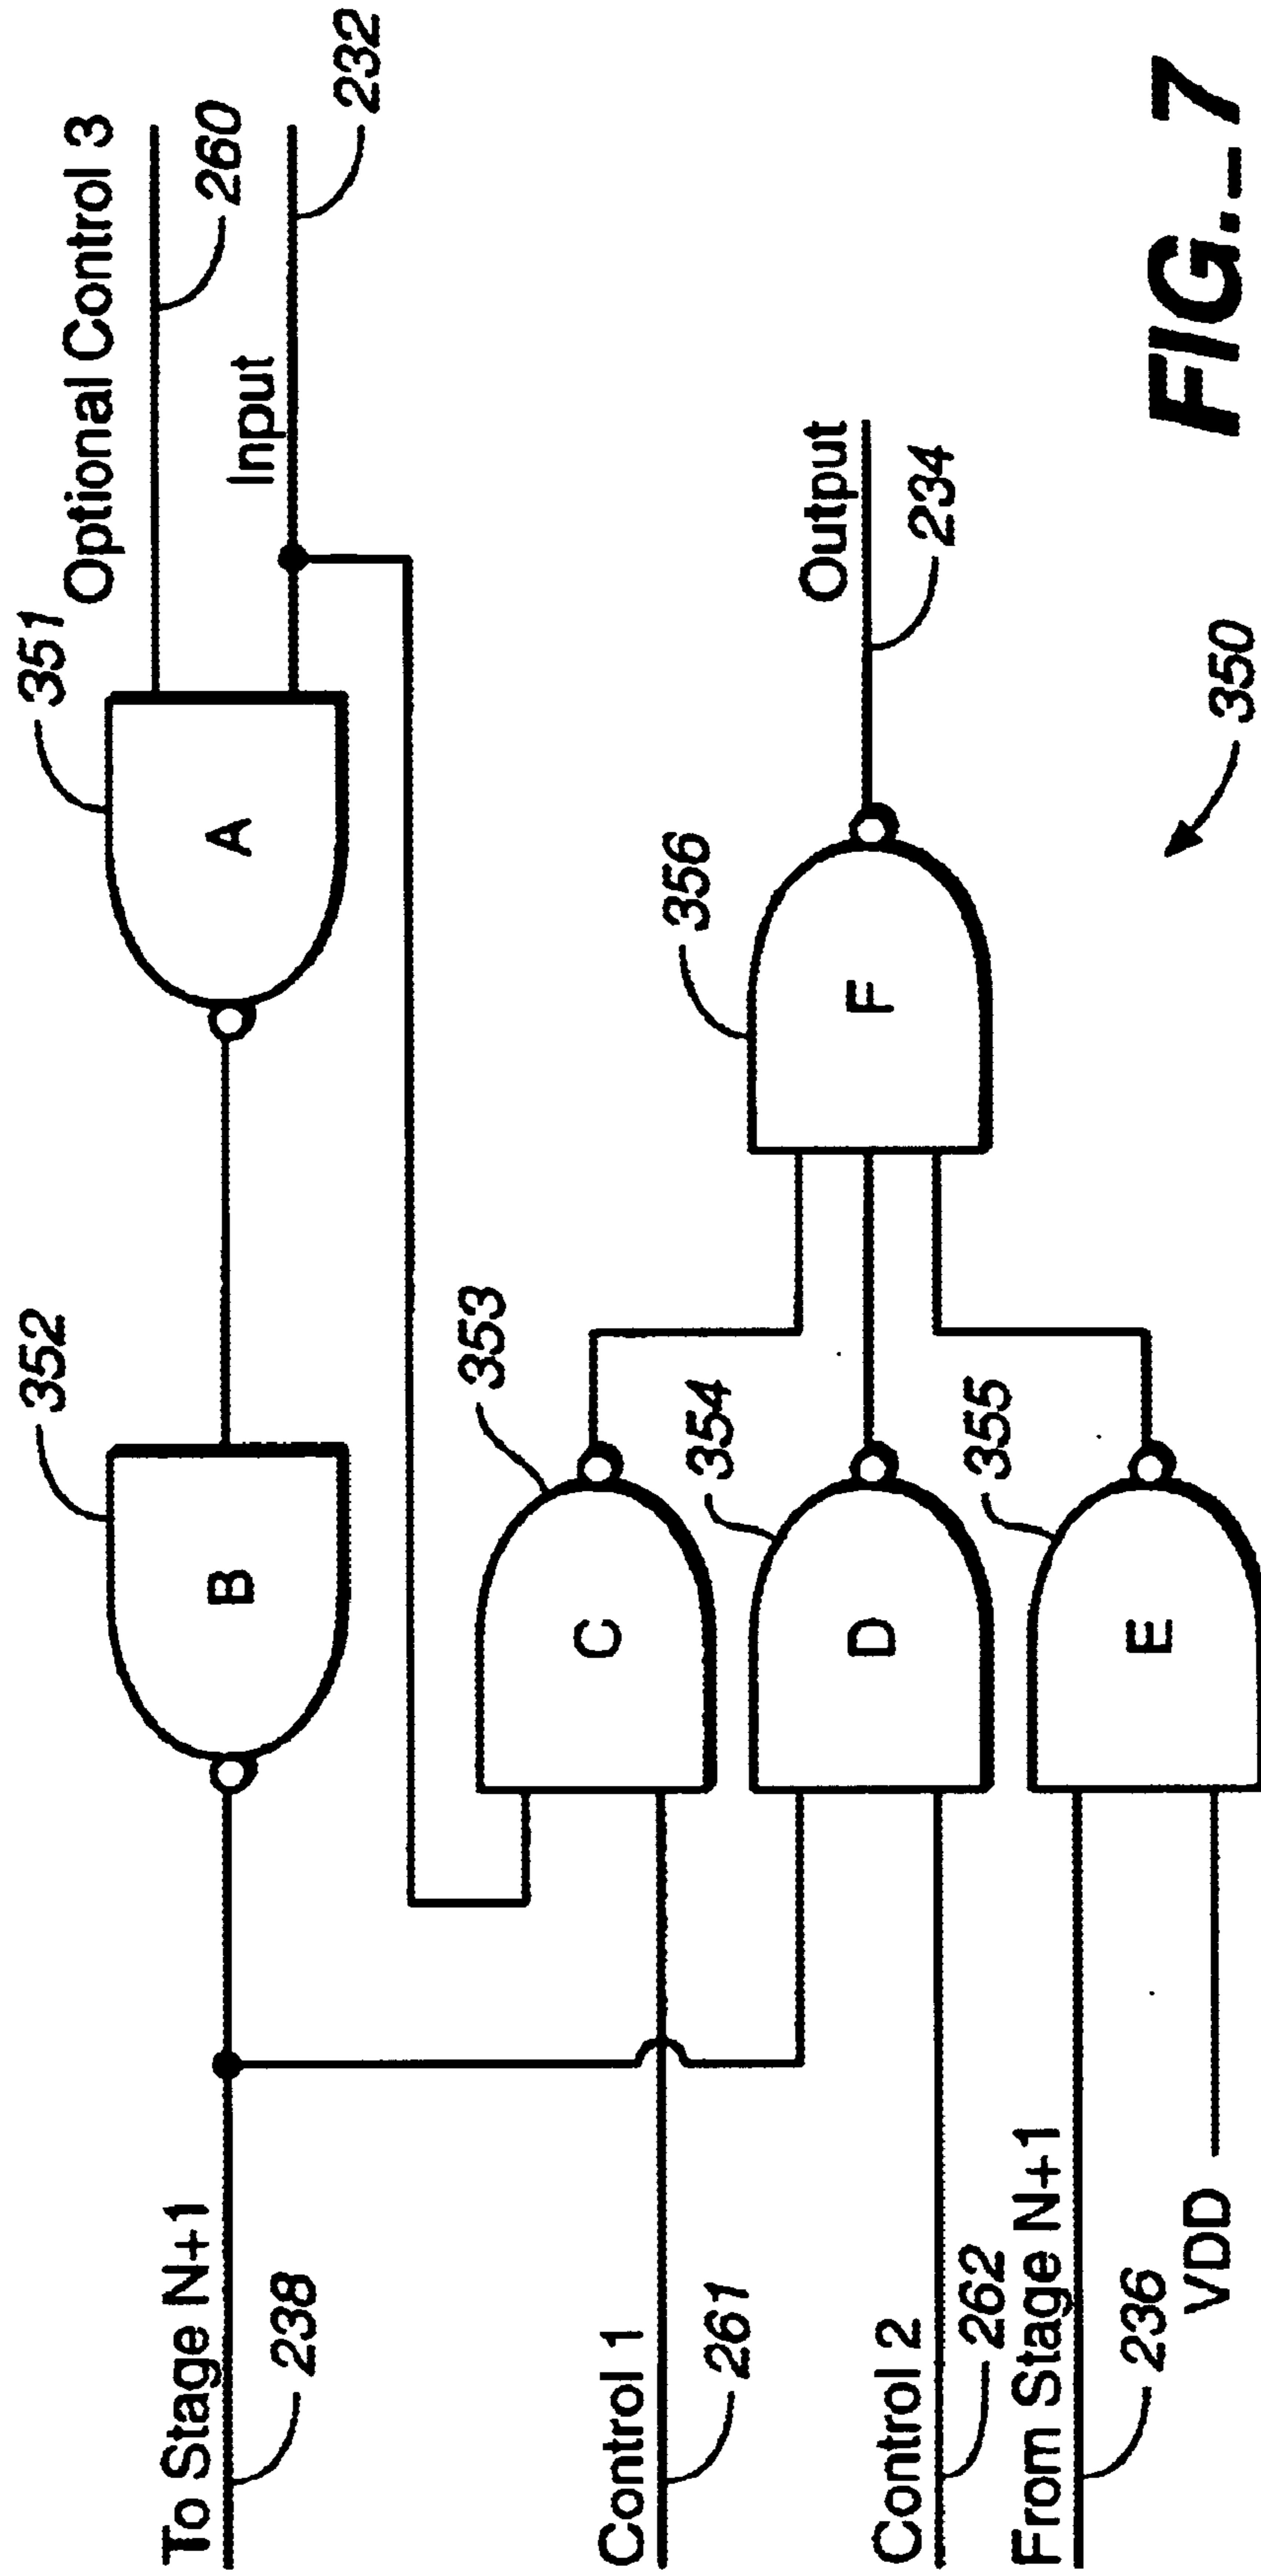 To Stage N+1
238
352
B
351
A
Optional Control 3
260
Input
232
Control 1
261
353
C
Control 2
262
354
D
356
F
Output
234
From Stage N+1
236
VDD
355
E
350
FIG._7